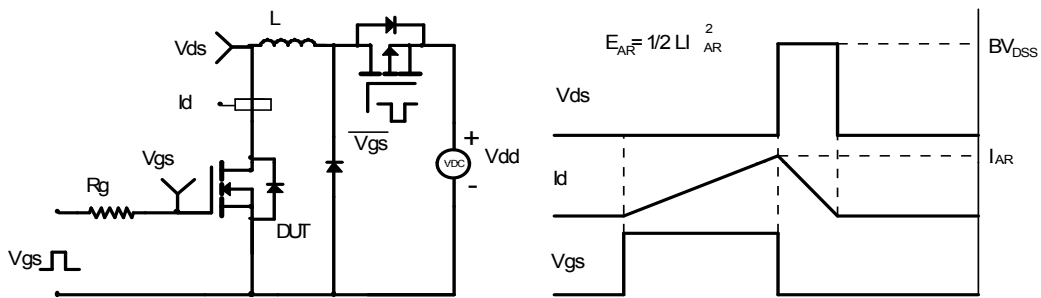 L
Vds
Id
Vgs
Rg
DUT
Vgs
Vgs
+
VDC
Vdd
-
E_AR = 1/2 LI²_AR
BV_DSS
Vds
I_AR
Id
Vgs